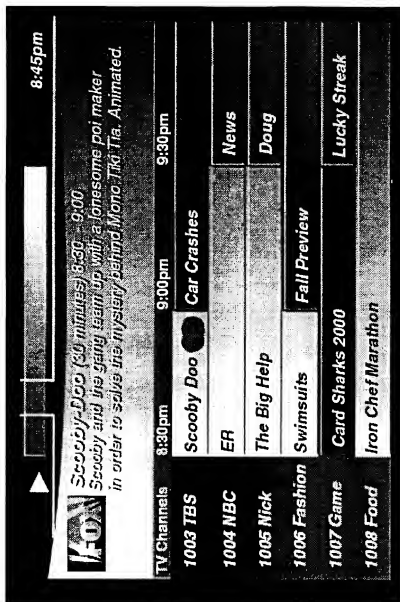 8:45pm
FOX
Scooby-Doo (30 minutes) 8:30 - 9:00
Scooby and the gang team up with a lonesome poi maker
in order to solve the mystery behind Mono Tiki Tia. Animated.
TV Channels 8:30pm 9:00pm 9:30pm
1003 TBS Scooby Doo Car Crashes
1004 NBC ER News
1005 Nick The Big Help Doug
1006 Fashion Swimsuits Fall Preview
1007 Game Card Sharks 2000 Lucky Streak
1008 Food Iron Chef Marathon